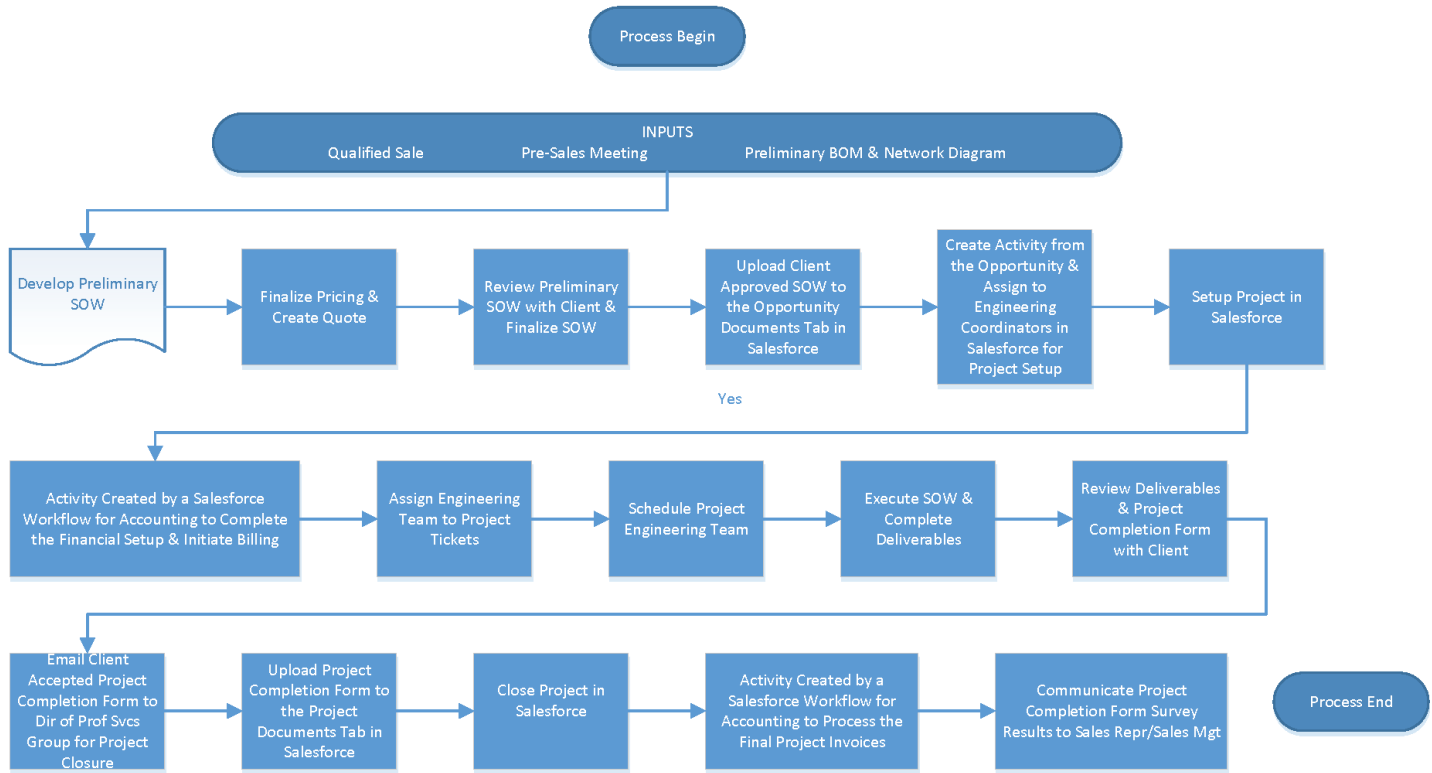 Process Begin
INPUTS
Qualified Sale Pre-Sales Meeting Preliminary BOM & Network Diagram
Develop Preliminary
SOW
Finalize Pricing &
Create Quote
Review Preliminary
SOW with Client &
Finalize SOW
Upload Client
Approved SOW to
the Opportunity
Documents Tab in
Salesforce
Create Activity from
the Opportunity &
Assign to
Engineering
Coordinators in
Salesforce for
Project Setup
Setup Project in
Salesforce
Yes
Activity Created by a Salesforce
Workflow for Accounting to Complete
the Financial Setup & Initiate Billing
Assign Engineering
Team to Project
Tickets
Schedule Project
Engineering Team
Execute SOW &
Complete
Deliverables
Review Deliverables
& Project
Completion Form
with Client
Email Client
Accepted Project
Completion Form to
Dir of Prof Svcs
Group for Project
Closure
Upload Project
Completion Form to
the Project
Documents Tab in
Salesforce
Close Project in
Salesforce
Activity Created by a
Salesforce Workflow for
Accounting to Process the
Final Project Invoices
Communicate Project
Completion Form Survey
Results to Sales Repr/Sales Mgt
Process End